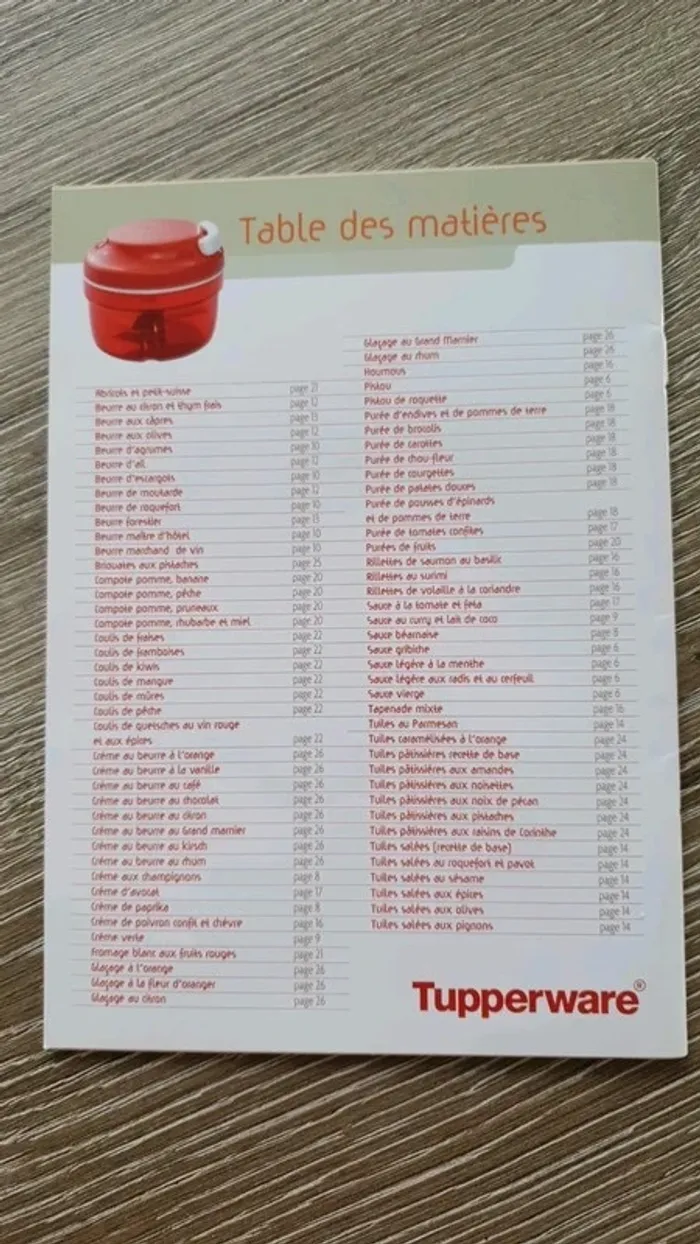 Table des matières
Abricots et petit-suisse page 21
Beurre au citron et thym frais page 12
Beurre aux câpres page 13
Beurre aux olives page 12
Beurre d'agrumes page 10
Beurre d'ail page 12
Beurre d'escargots page 10
Beurre de moutarde page 12
Beurre de roquefort page 10
Beurre forestier page 13
Beurre maître d'hôtel page 10
Beurre marchand de vin page 10
Briouates aux pistaches page 25
Compote pomme, banane page 20
Compote pomme, pêche page 20
Compote pomme, pruneaux page 20
Compote pomme, rhubarbe et miel page 20
Coulis de fraises page 22
Coulis de framboises page 22
Coulis de kiwis page 22
Coulis de mangue page 22
Coulis de mûres page 22
Coulis de pêche page 22
Coulis de quetsches au vin rouge
et aux épices page 22
Crème au beurre à l'orange page 26
Crème au beurre à la vanille page 26
Crème au beurre au café page 26
Crème au beurre au chocolat page 26
Crème au beurre au citron page 26
Crème au beurre au Grand marnier page 26
Crème au beurre au kirsch page 26
Crème au beurre au rhum page 26
Crème aux champignons page 8
Crème d'avocat page 17
Crème de paprika page 8
Crème de poivron confit et chèvre page 16
Crème verte page 9
Fromage blanc aux fruits rouges page 21
Glaçage à l'orange page 26
Glaçage à la fleur d'oranger page 26
Glaçage au citron page 26
Glaçage au Grand Marnier page 26
Glaçage au rhum page 26
Houmous page 16
Pistou page 6
Pistou de roquette page 6
Purée d'endives et de pommes de terre page 18
Purée de brocolis page 18
Purée de carottes page 18
Purée de chou-fleur page 18
Purée de courgettes page 18
Purée de patates douces page 18
Purée de pousses d'épinards
et de pommes de terre page 18
Purée de tomates confites page 17
Purées de fruits page 20
Rillettes de saumon au basilic page 16
Rillettes au surimi page 16
Rillettes de volaille à la coriandre page 16
Sauce à la tomate et feta page 17
Sauce au curry et lait de coco page 9
Sauce béarnaise page 8
Sauce gribiche page 6
Sauce légère à la menthe page 6
Sauce légère aux radis et au cerfeuil page 6
Sauce vierge page 6
Tapenade mixte page 16
Tuiles au Parmesan page 14
Tuiles caramélisées à l'orange page 24
Tuiles pâtissières recette de base page 24
Tuiles pâtissières aux amandes page 24
Tuiles pâtissières aux noisettes page 24
Tuiles pâtissières aux noix de pécan page 24
Tuiles pâtissières aux pistaches page 24
Tuiles pâtissières aux raisins de Corinthe page 24
Tuiles salées (recette de base) page 14
Tuiles salées au roquefort et pavot page 14
Tuiles salées au sésame page 14
Tuiles salées aux épices page 14
Tuiles salées aux olives page 14
Tuiles salées aux pignons page 14
Tupperware®